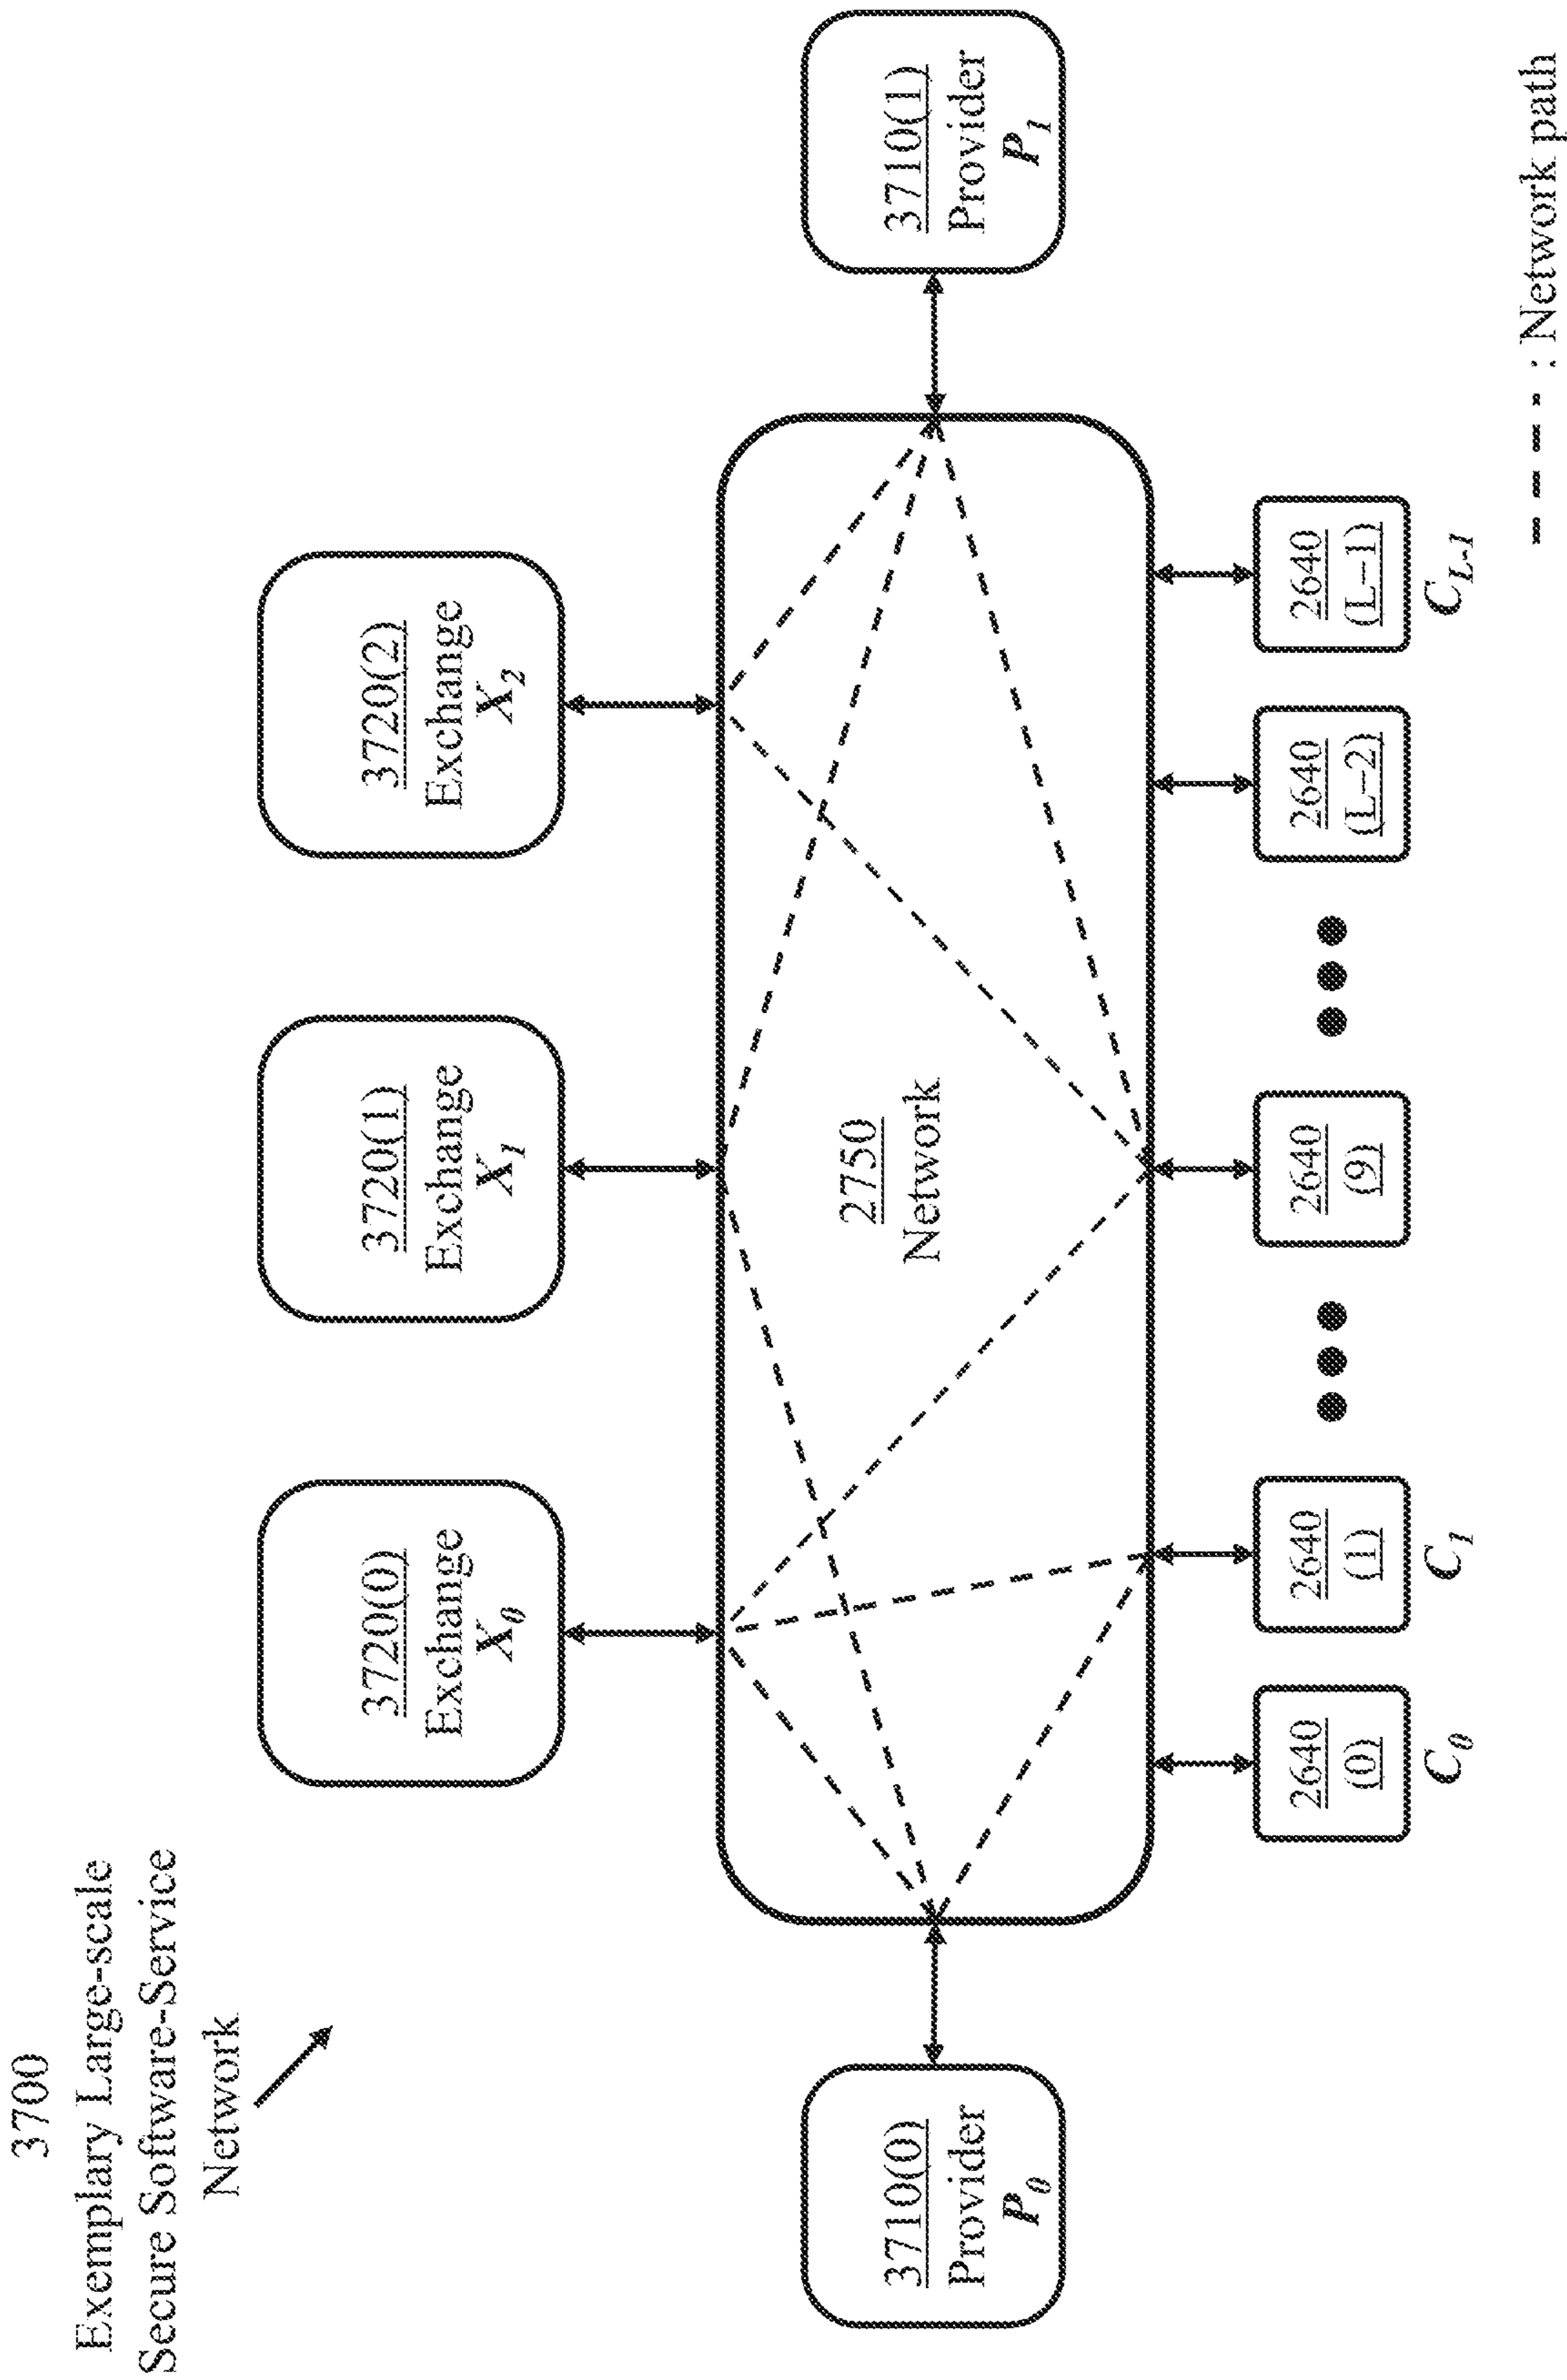 3700
Exemplary Large-scale
Secure Software-Service
Network
3720(0)
Exchange
X0
3720(1)
Exchange
X1
3720(2)
Exchange
X2
3710(0)
Provider
P0
2750
Network
3710(1)
Provider
P1
2640
(0)
C0
2640
(1)
C1
2640
(9)
2640
(L–2)
2640
(L–1)
CL-1
: Network path